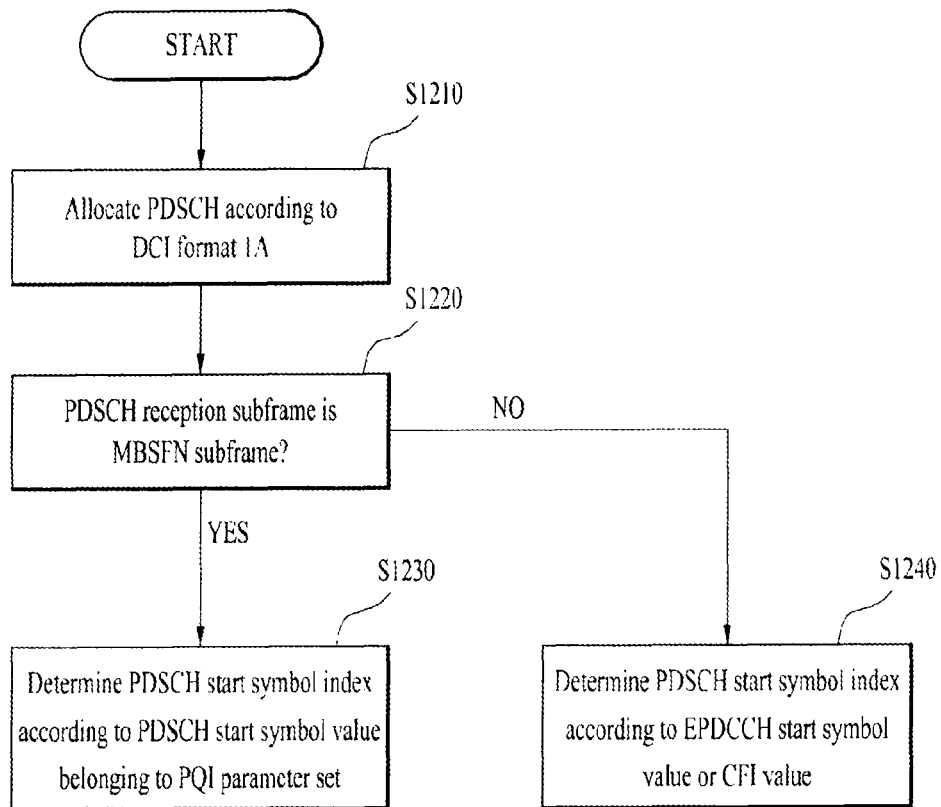 START
S1210
Allocate PDSCH according to
DCI format 1A
S1220
PDSCH reception subframe is
MBSFN subframe?
NO
YES
S1230
Determine PDSCH start symbol index
according to PDSCH start symbol value
belonging to PQI parameter set
S1240
Determine PDSCH start symbol index
according to EPDCCH start symbol
value or CFI value